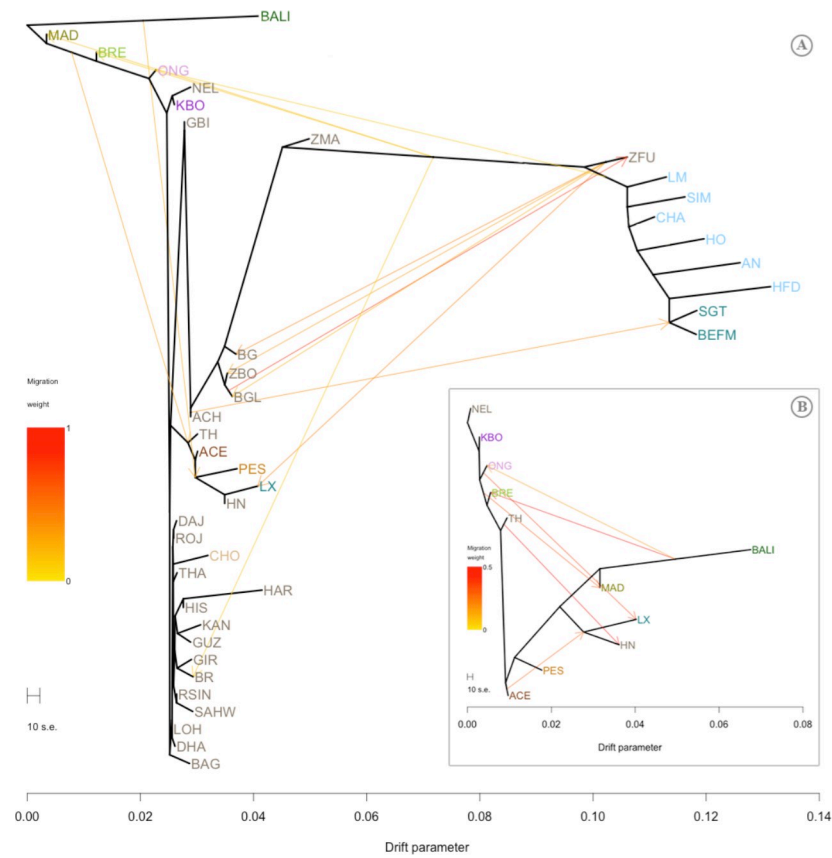 BALI
A
MAD
BRE
ONG
NEL
KBO
GBI
ZMA
ZFU
LM
SIM
CHA
HO
AN
HFD
SGT
BEFM
BG
ZBO
BGL
ACH
TH
ACE
PES
LX
HN
DAJ
ROJ
CHO
THA
HAR
HIS
KAN
GUZ
GIR
BR
RSIN
SAHW
LOH
DHA
BAG
Migration
weight
1
0
10 s.e.
0.00 0.02 0.04 0.06 0.08 0.10 0.12 0.14
Drift parameter
B
NEL
KBO
ONG
BRE
TH
BALI
MAD
LX
HN
PES
ACE
Migration
weight
0.5
0
10 s.e.
0.00 0.02 0.04 0.06 0.08
Drift parameter